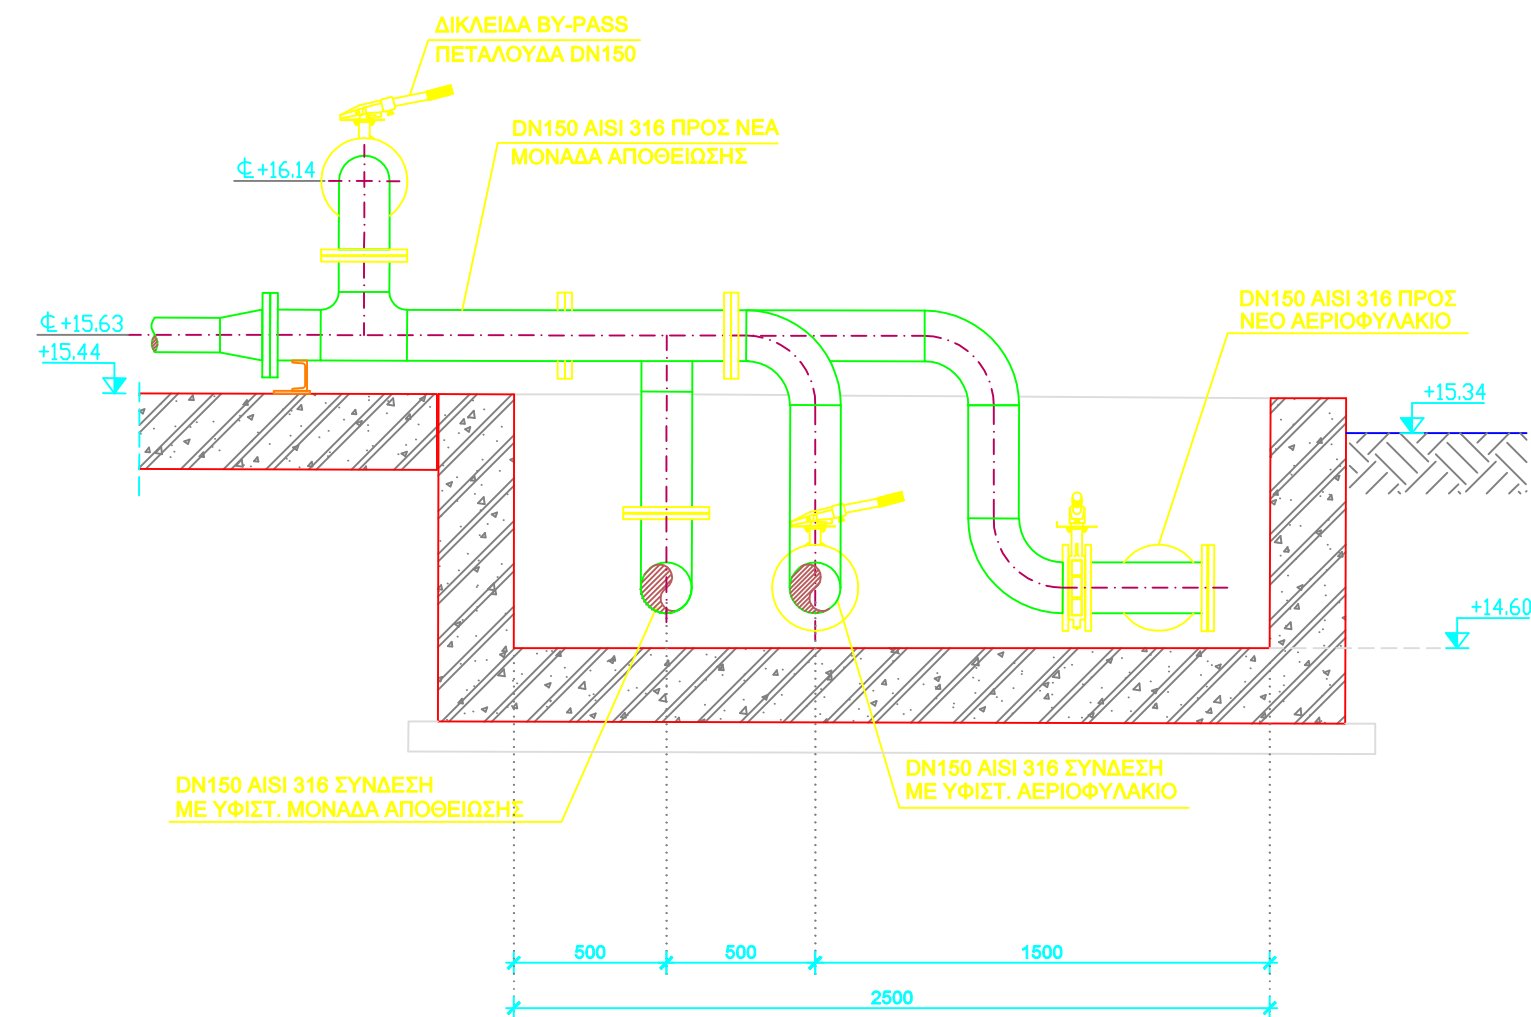 ΔΙΚΛΕΙΔΑ BY-PASS
ΠΕΤΑΛΟΥΔΑ DN150
DN150 AISI 316 ΠΡΟΣ ΝΕΑ
ΜΟΝΑΔΑ ΑΠΟΘΕΙΩΣΗΣ
℄ +16.14
℄ +15.63
+15.44
DN150 AISI 316 ΠΡΟΣ
ΝΕΟ ΑΕΡΙΟΦΥΛΑΚΙΟ
+15.34
+14.60
DN150 AISI 316 ΣΥΝΔΕΣΗ
ΜΕ ΥΦΙΣΤ. ΜΟΝΑΔΑ ΑΠΟΘΕΙΩΣΗΣ
DN150 AISI 316 ΣΥΝΔΕΣΗ
ΜΕ ΥΦΙΣΤ. ΑΕΡΙΟΦΥΛΑΚΙΟ
500
500
1500
2500